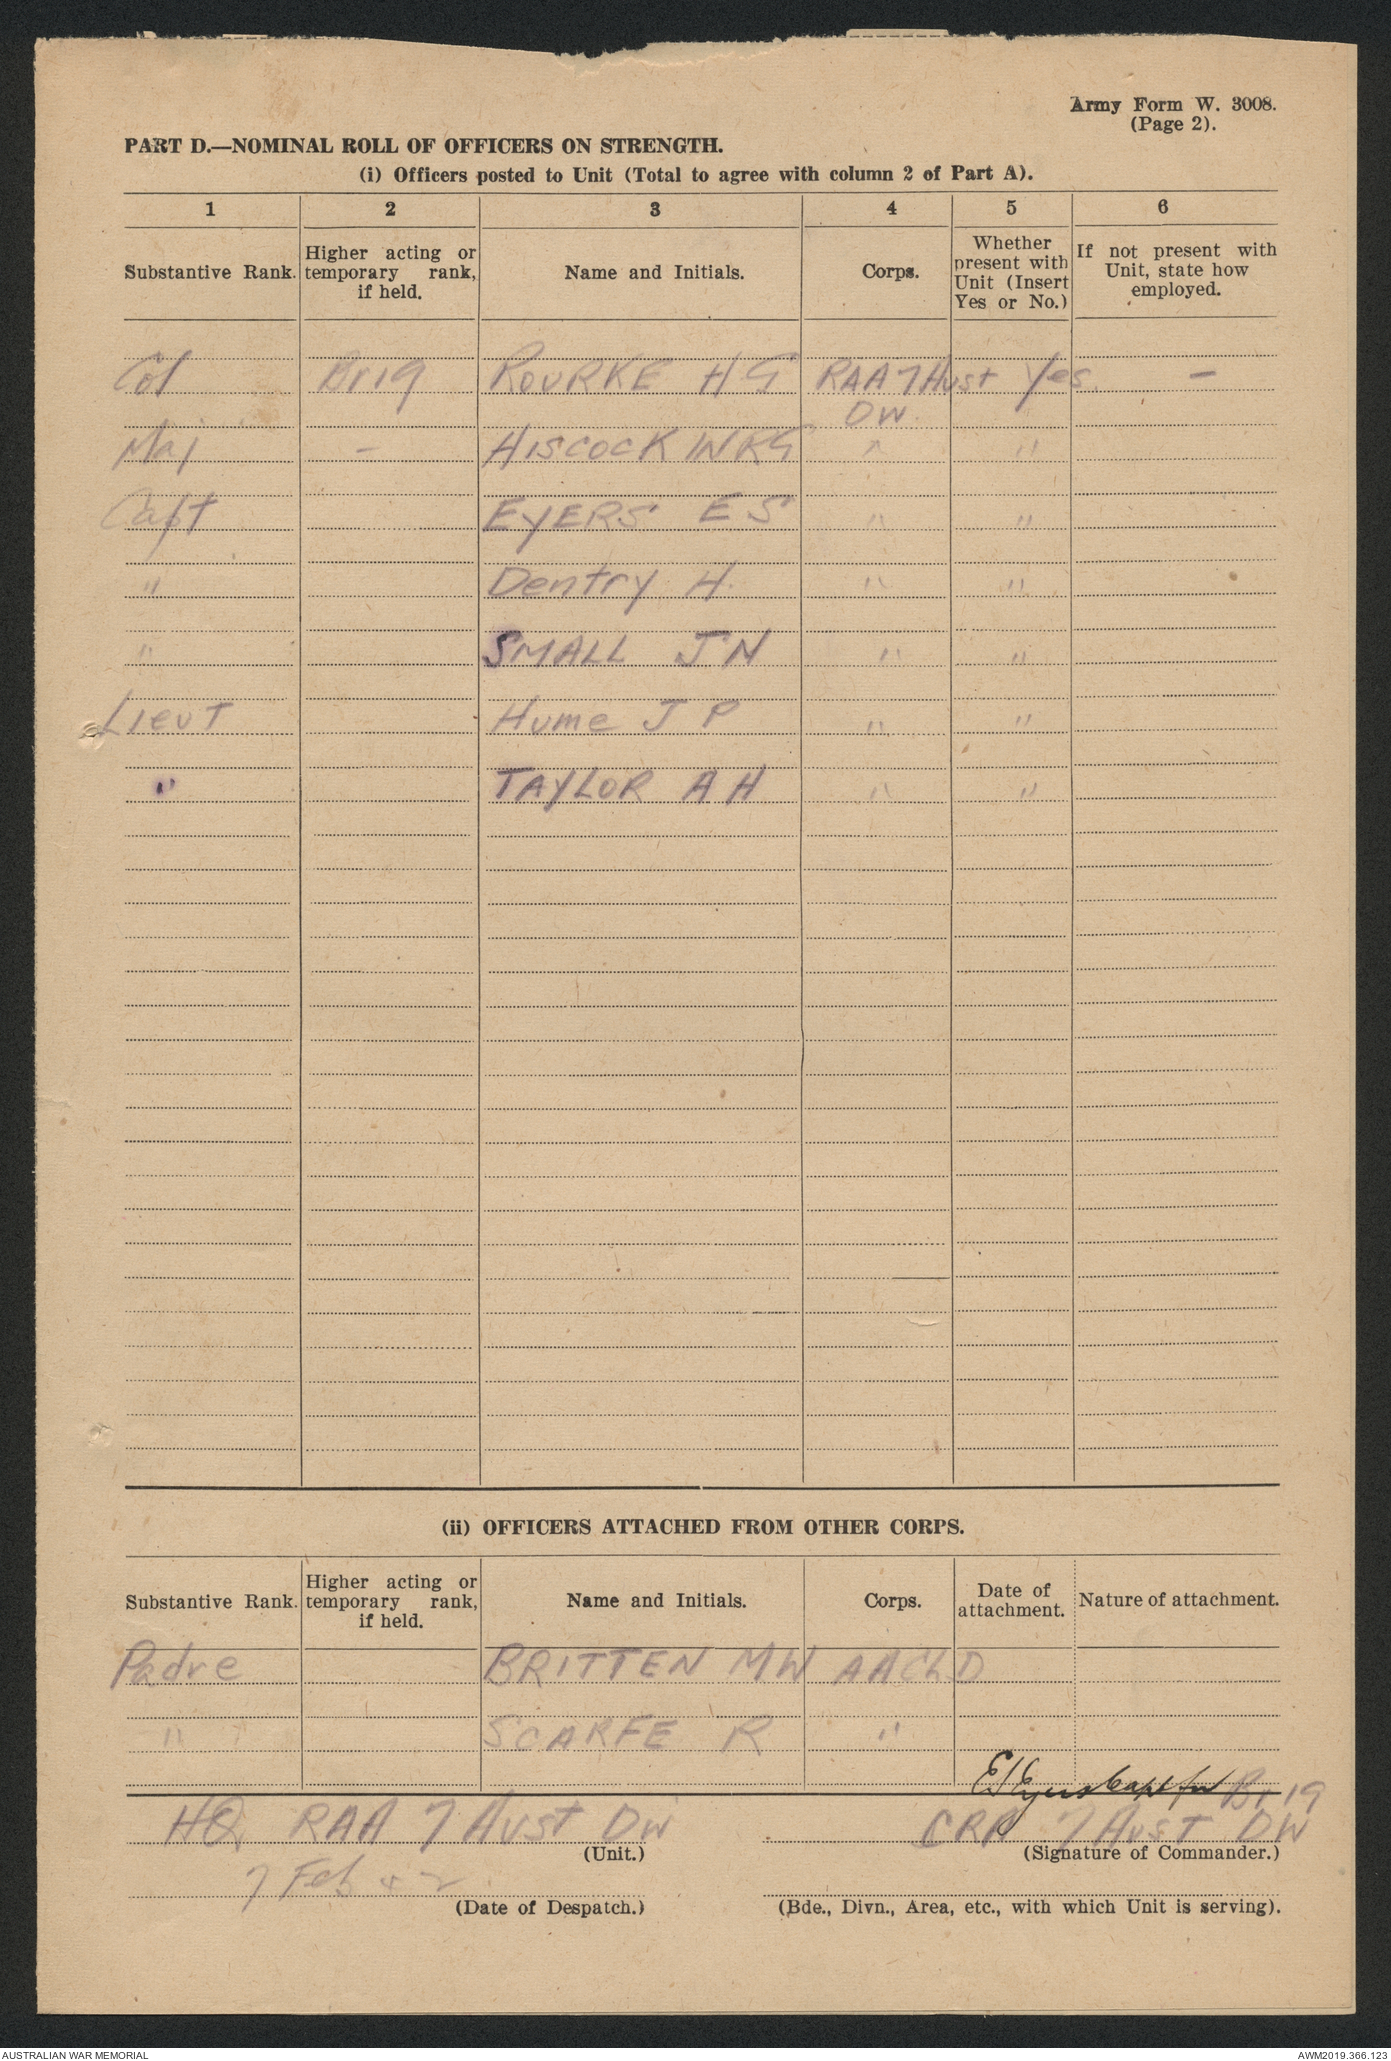 Army Form W. 3008.
(Page 2).
PART D.—NOMINAL ROLL OF OFFICERS ON STRENGTH.
(i) Officers posted to Unit (Total to agree with column 2 of Part A).
1 2 3 4 5 6
Substantive Rank. Higher acting or temporary rank, if held. Name and Initials. Corps. Whether present with Unit (Insert Yes or No.) If not present with Unit, state how employed.
Col Brig ROURKE H G RAA 7 Aust Yes -
DW
Maj - HISCOCK W K G " "
Capt EYERS E S " "
" Dentry H. " "
" SMALL J N " "
Lieut Hume J P " "
" TAYLOR A H " "
(ii) OFFICERS ATTACHED FROM OTHER CORPS.
Substantive Rank. Higher acting or temporary rank, if held. Name and Initials. Corps. Date of attachment. Nature of attachment.
Padre BRITTEN M W AACh.D
" SCARFE R "
E S Eyers Capt for Brig
HQ RAA 7 Aust DW CRA 7 Aust DW
(Unit.) (Signature of Commander.)
7 Feb 42
(Date of Despatch.) (Bde., Divn., Area, etc., with which Unit is serving).
AUSTRALIAN WAR MEMORIAL AWM2019.366.123